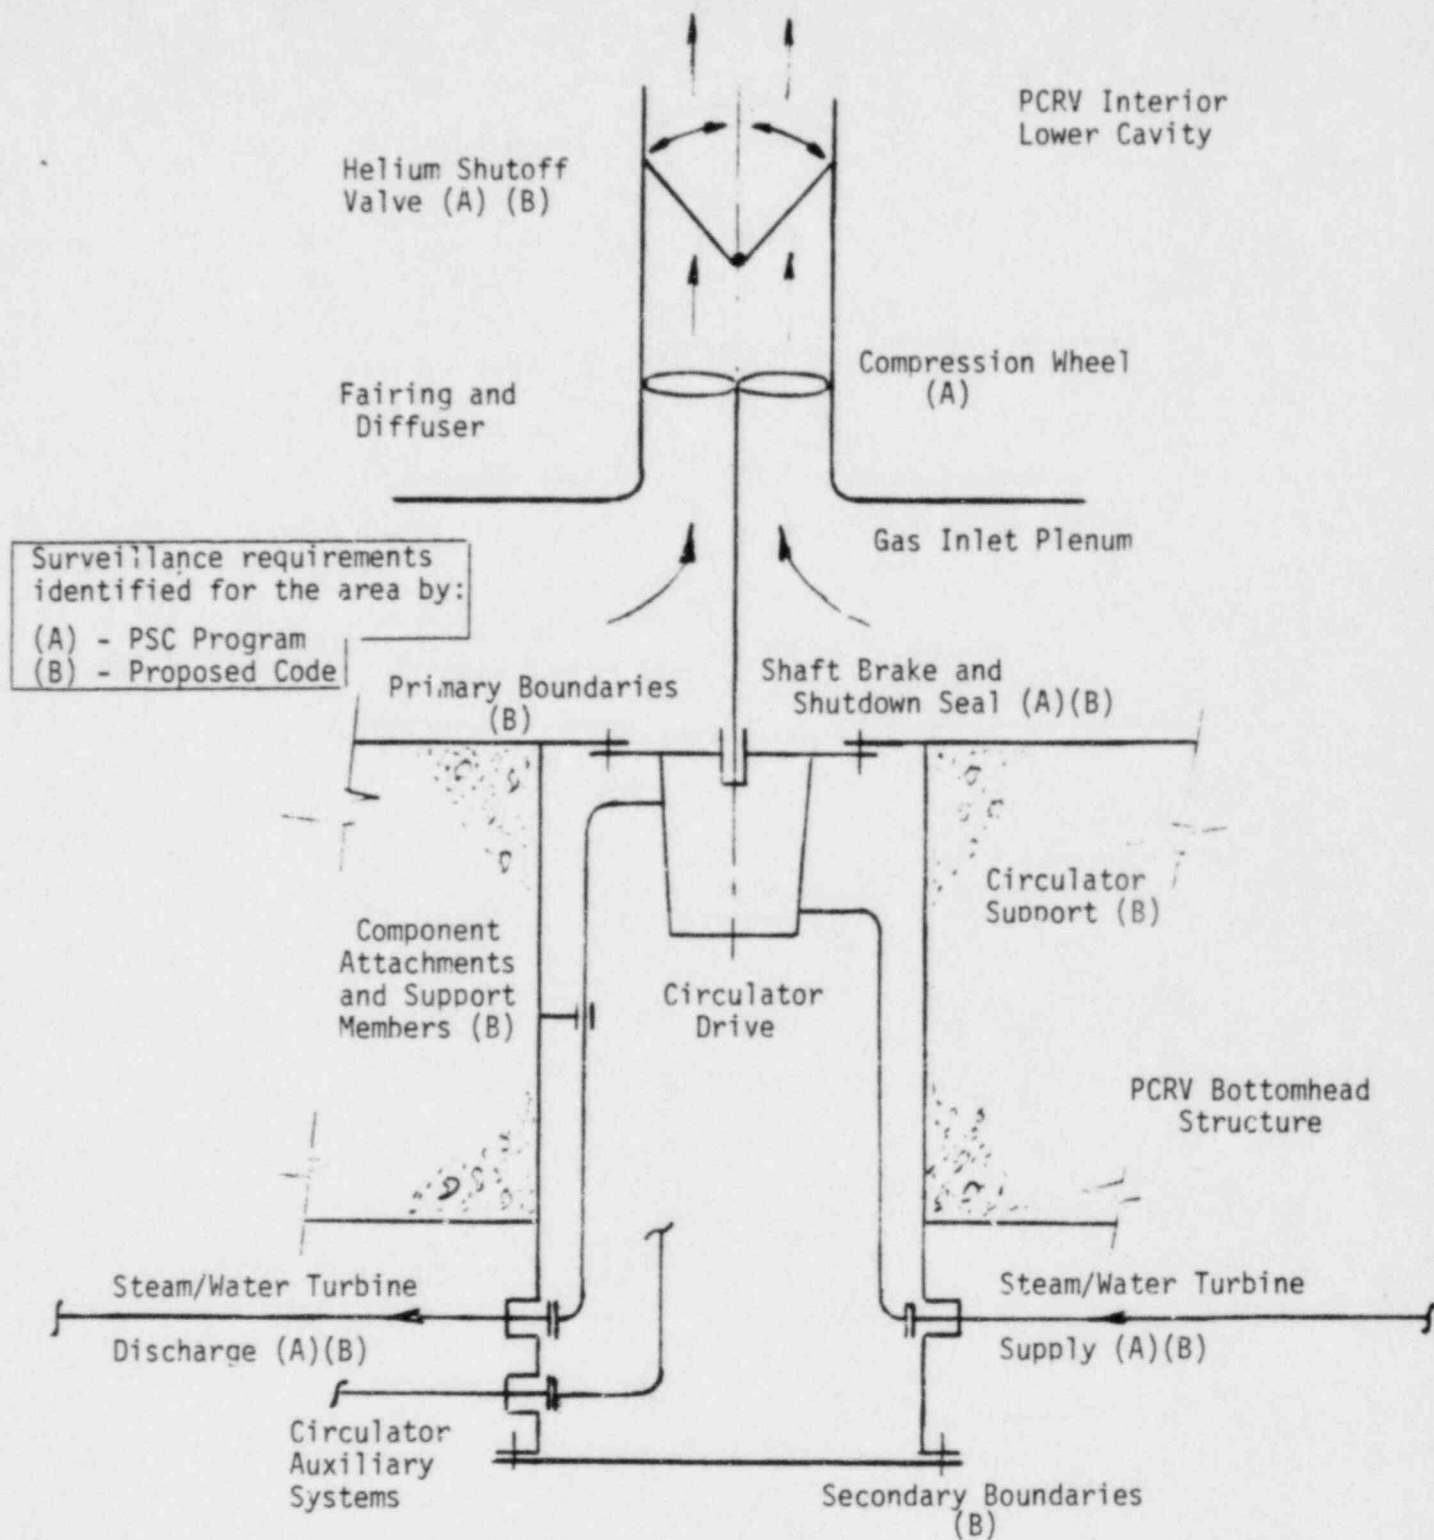 PCRV Interior
Lower Cavity
Helium Shutoff
Valve (A) (B)
Compression Wheel
(A)
Fairing and
Diffuser
Gas Inlet Plenum
Surveillance requirements
identified for the area by:
(A) - PSC Program
(B) - Proposed Code
Primary Boundaries
(B)
Shaft Brake and
Shutdown Seal (A)(B)
Circulator
Support (B)
Component
Attachments
and Support
Members (B)
Circulator
Drive
PCRV Bottomhead
Structure
Steam/Water Turbine
Discharge (A)(B)
Steam/Water Turbine
Supply (A)(B)
Circulator
Auxiliary
Systems
Secondary Boundaries
(B)